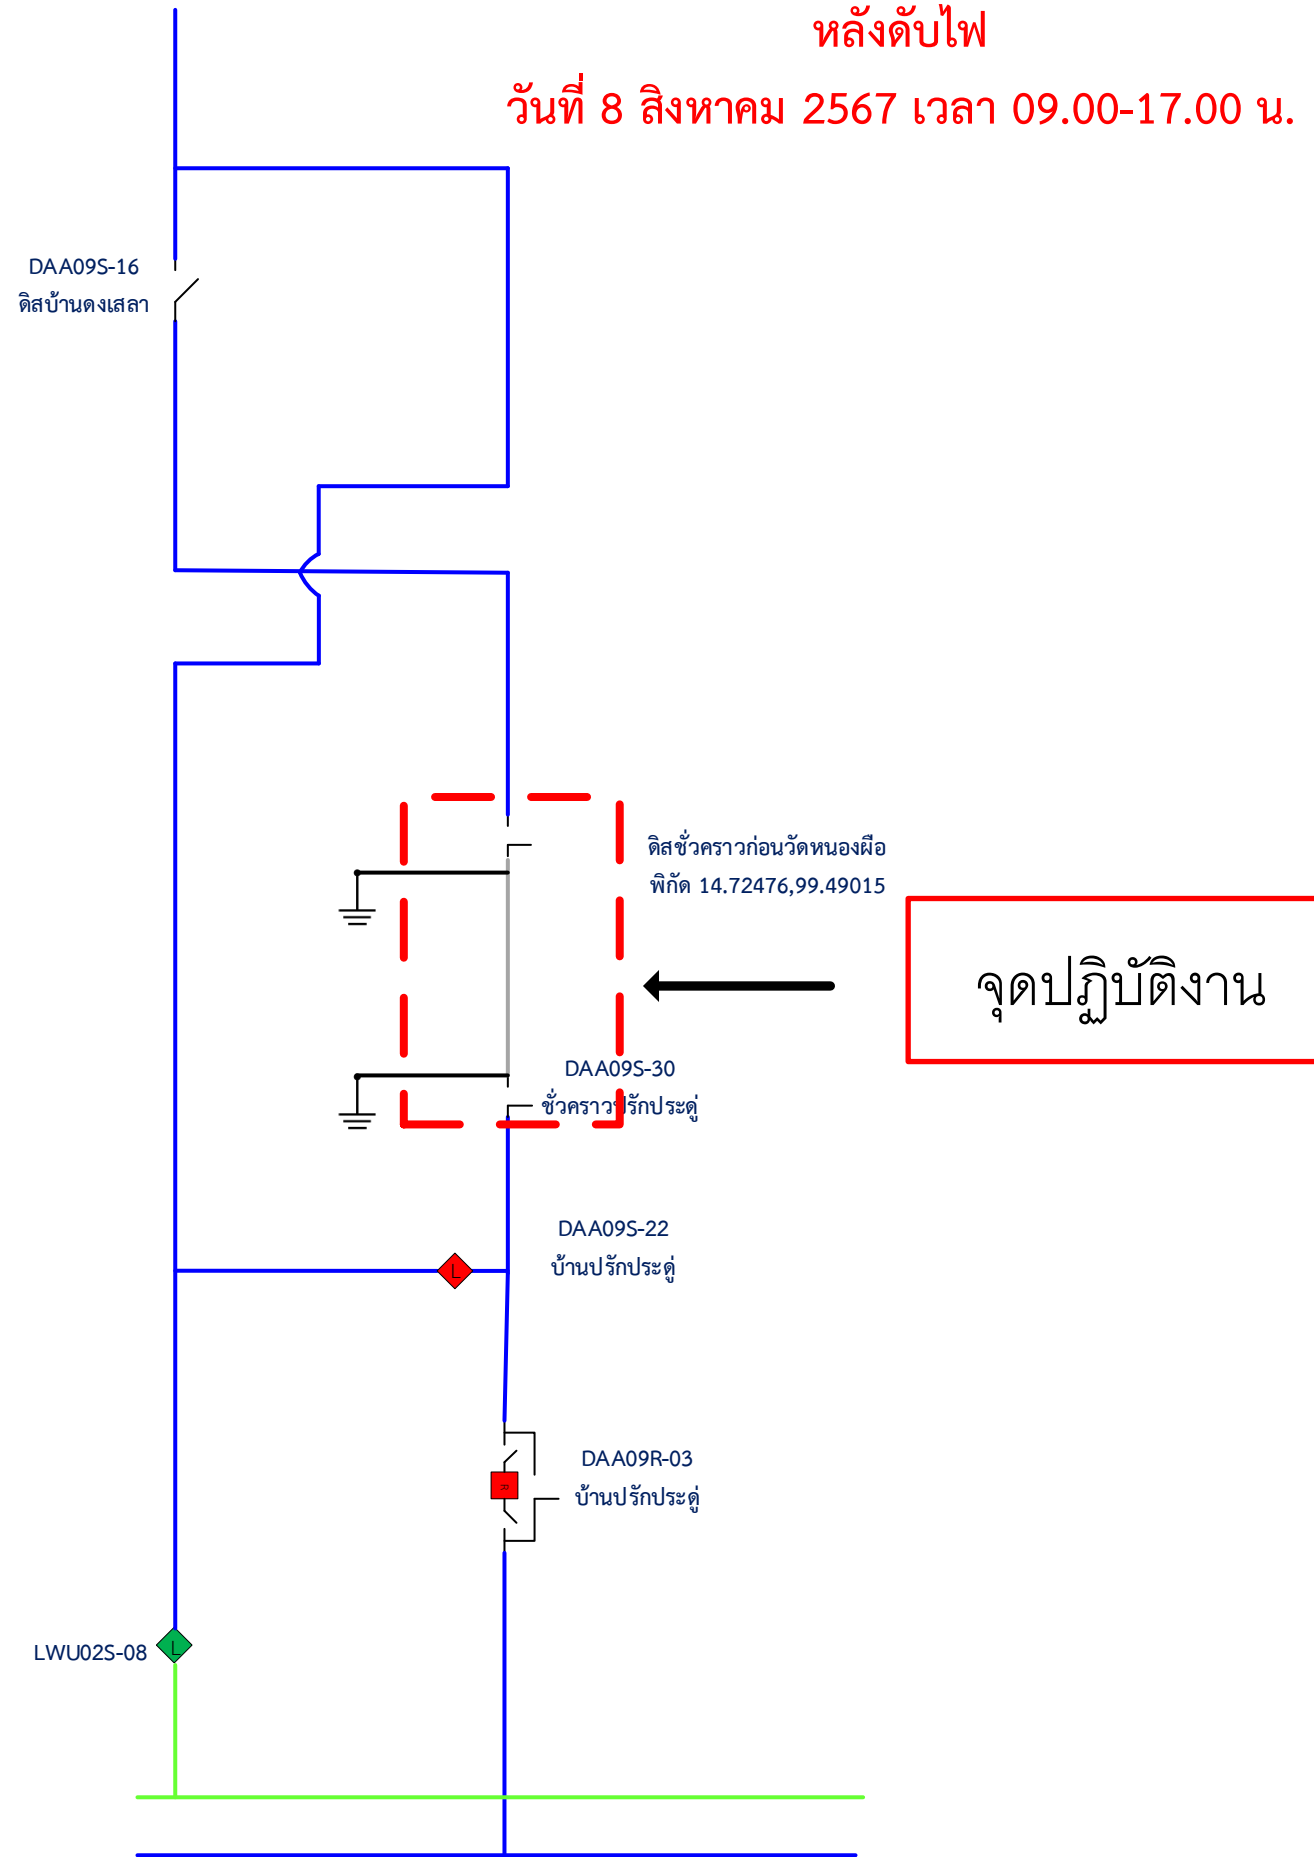 หลังดับไฟ
วันที่ 8 สิงหาคม 2567 เวลา 09.00-17.00 น.
DAA09S-16
ดิสบ้านดงเสลา
ดิสชั่วคราวก่อนวัดหนองผือ
พิกัด 14.72476,99.49015
จุดปฏิบัติงาน
DAA09S-30
ชั่วคราวปรักประดู่
DAA09S-22
บ้านปรักประดู่
L
DAA09R-03
บ้านปรักประดู่
R
LWU02S-08
L